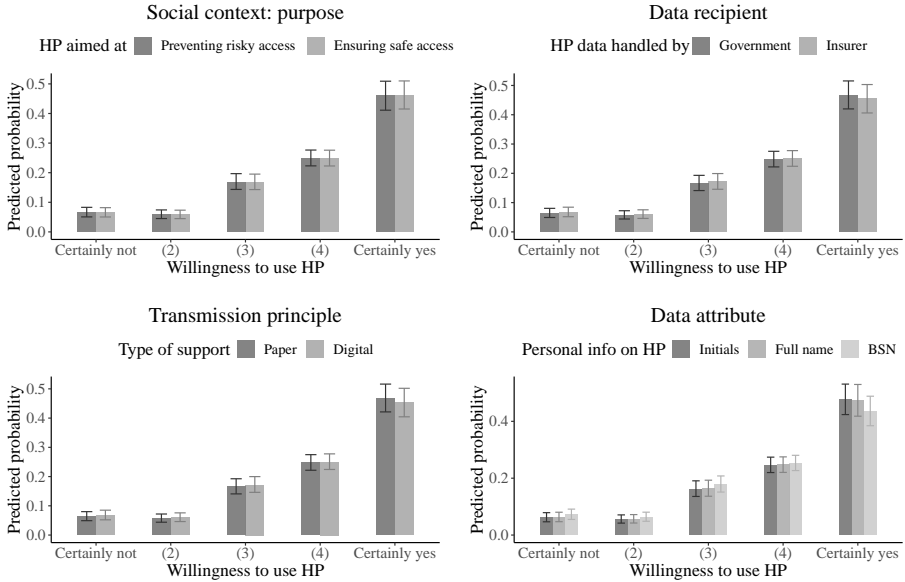 Social context: purpose
HP aimed at Preventing risky access Ensuring safe access
Predicted probability
0.5
0.4
0.3
0.2
0.1
0.0
Certainly not (2) (3) (4) Certainly yes
Willingness to use HP
Data recipient
HP data handled by Government Insurer
Predicted probability
0.5
0.4
0.3
0.2
0.1
0.0
Certainly not (2) (3) (4) Certainly yes
Willingness to use HP
Transmission principle
Type of support Paper Digital
Predicted probability
0.5
0.4
0.3
0.2
0.1
0.0
Certainly not (2) (3) (4) Certainly yes
Willingness to use HP
Data attribute
Personal info on HP Initials Full name BSN
Predicted probability
0.4
0.2
0.0
Certainly not (2) (3) (4) Certainly yes
Willingness to use HP